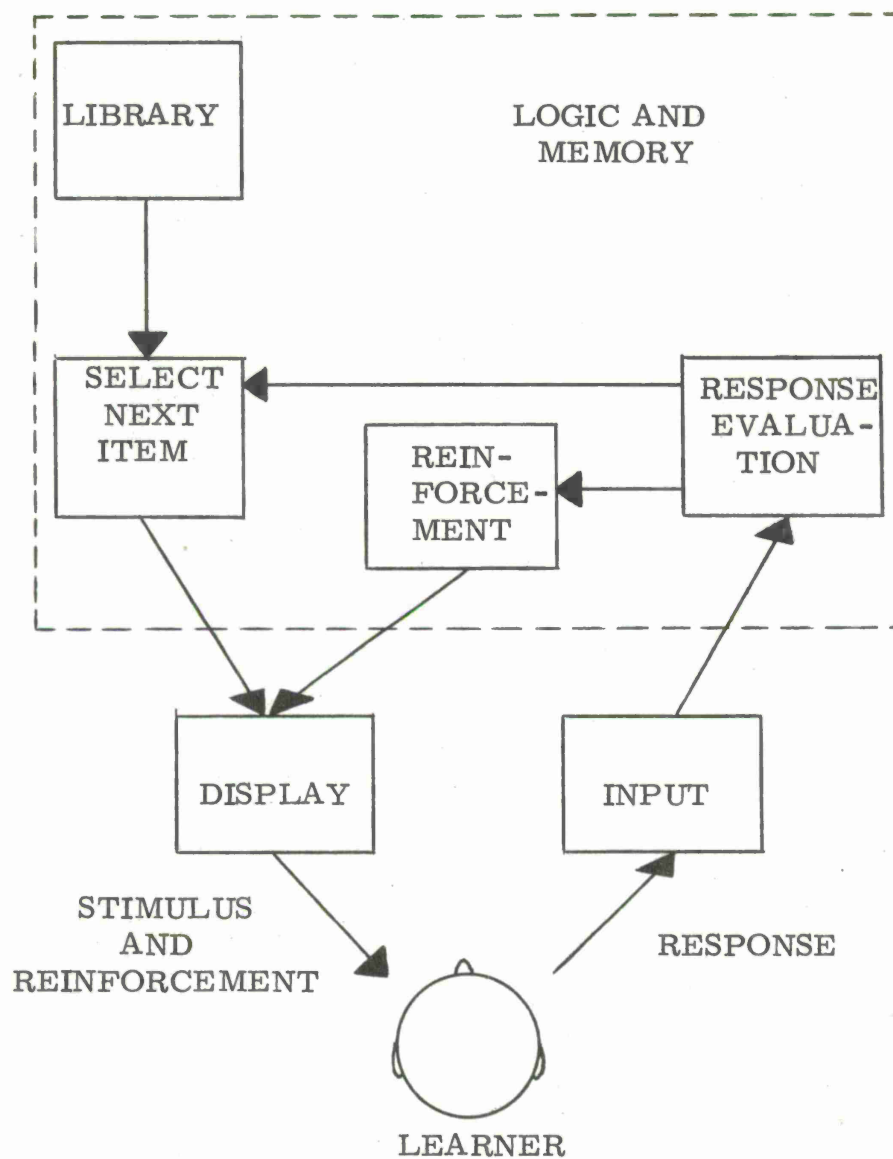 LIBRARY
LOGIC AND
MEMORY
SELECT
NEXT
ITEM
REIN-
FORCE-
MENT
RESPONSE
EVALUA-
TION
DISPLAY
INPUT
STIMULUS
AND
REINFORCEMENT
RESPONSE
LEARNER